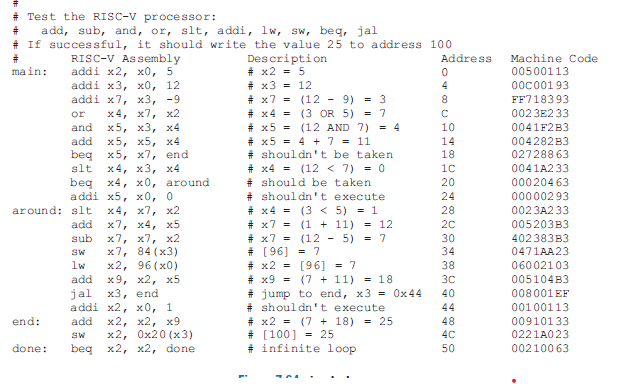 #
# Test the RISC-V processor:
#   add, sub, and, or, slt, addi, lw, sw, beq, jal
# If successful, it should write the value 25 to address 100
#       RISC-V Assembly         Description               Address   Machine Code
main:   addi x2, x0, 5          # x2 = 5                  0         00500113
        addi x3, x0, 12         # x3 = 12                 4         00C00193
        addi x7, x3, -9         # x7 = (12 - 9) = 3       8         FF718393
        or   x4, x7, x2         # x4 = (3 OR 5) = 7       C         0023E233
        and  x5, x3, x4         # x5 = (12 AND 7) = 4     10        0041F2B3
        add  x5, x5, x4         # x5 = 4 + 7 = 11         14        004282B3
        beq  x5, x7, end        # shouldn't be taken      18        02728863
        slt  x4, x3, x4         # x4 = (12 < 7) = 0       1C        0041A233
        beq  x4, x0, around     # should be taken         20        00020463
        addi x5, x0, 0          # shouldn't execute       24        00000293
around: slt  x4, x7, x2         # x4 = (3 < 5) = 1        28        0023A233
        add  x7, x4, x5         # x7 = (1 + 11) = 12      2C        005203B3
        sub  x7, x7, x2         # x7 = (12 - 5) = 7       30        402383B3
        sw   x7, 84(x3)         # [96] = 7                34        0471AA23
        lw   x2, 96(x0)         # x2 = [96] = 7           38        06002103
        add  x9, x2, x5         # x9 = (7 + 11) = 18      3C        005104B3
        jal  x3, end            # jump to end, x3 = 0x44  40        008001EF
        addi x2, x0, 1          # shouldn't execute       44        00100113
end:    add  x2, x2, x9         # x2 = (7 + 18) = 25      48        00910133
        sw   x2, 0x20(x3)       # [100] = 25              4C        0221A023
done:   beq  x2, x2, done       # infinite loop           50        00210063